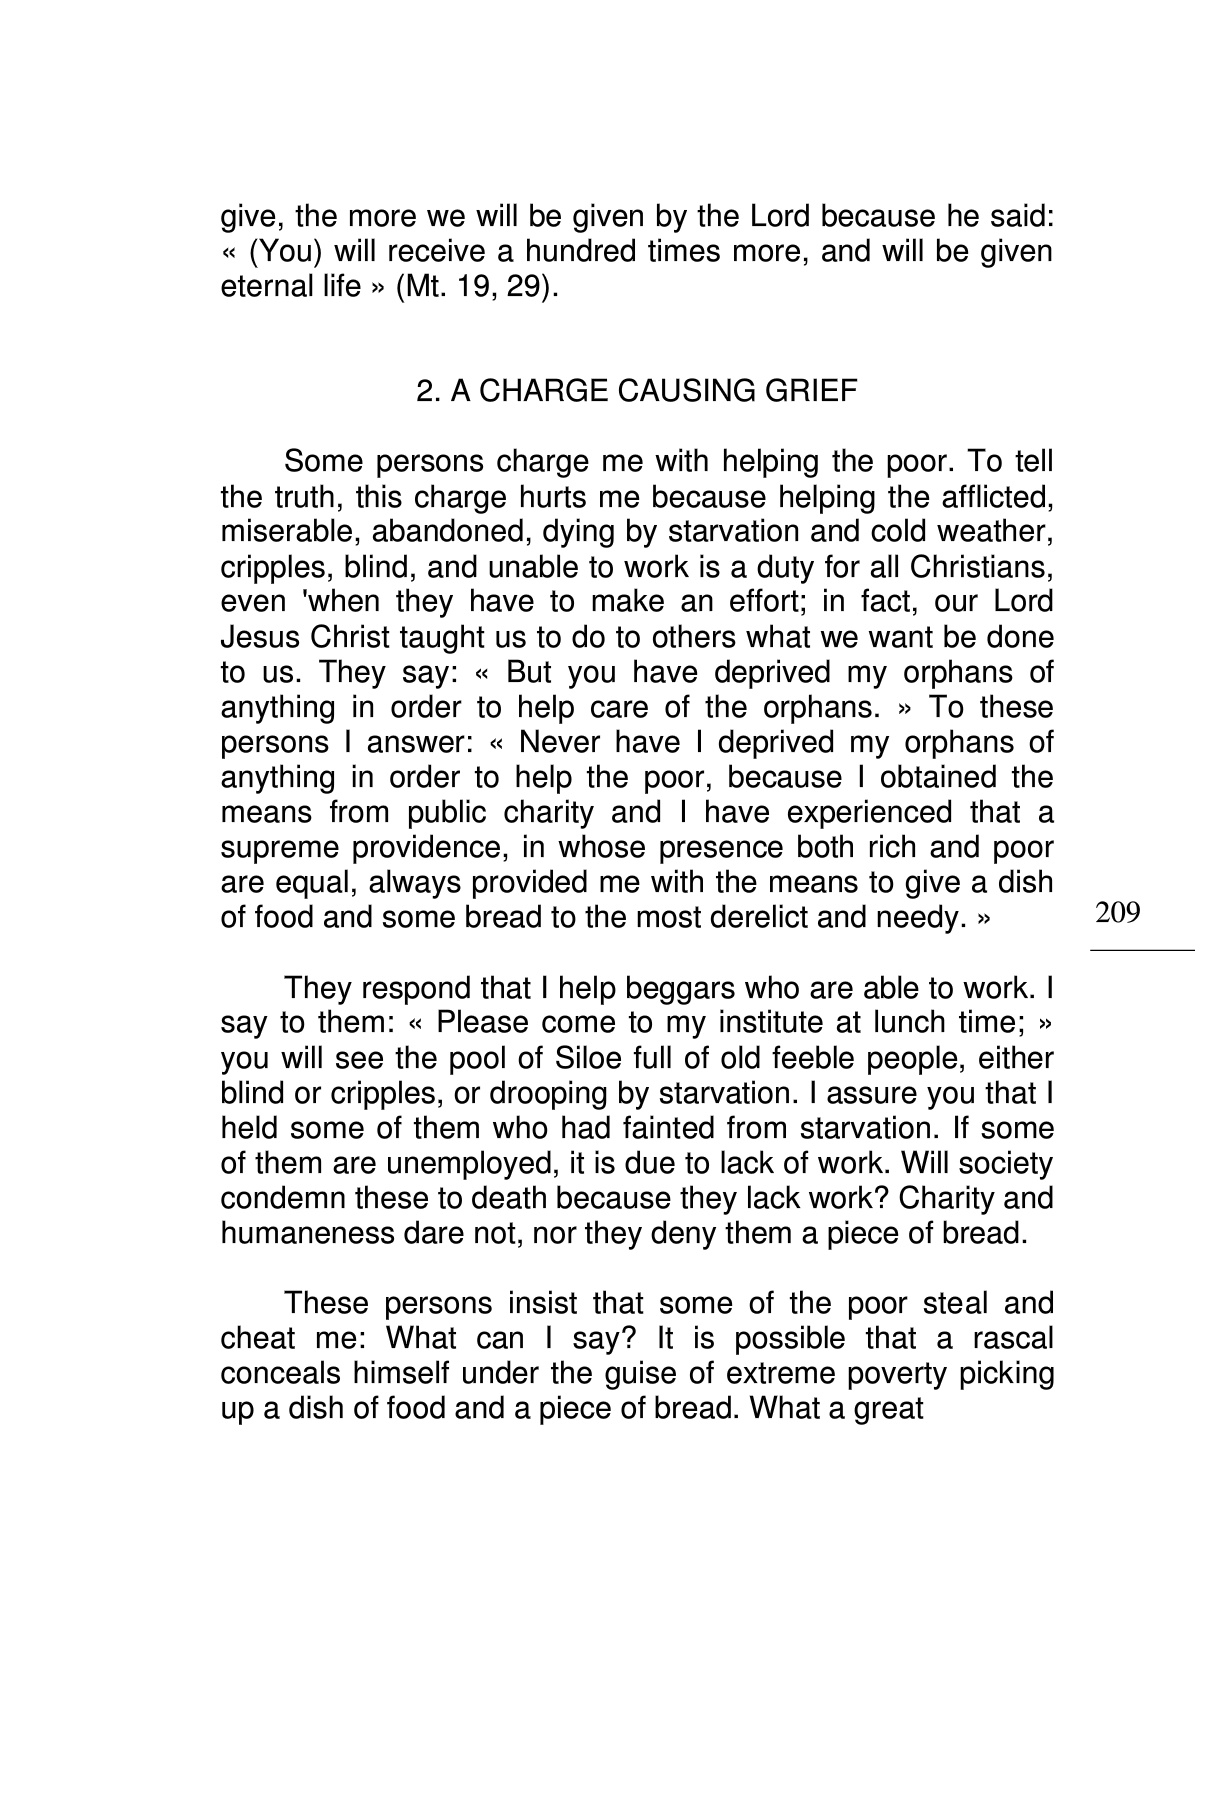 give, the more we will be given by the Lord because he said:
« (You) will receive a hundred times more, and will be given
eternal life » (Mt. 19, 29).
2. A CHARGE CAUSING GRIEF
Some persons charge me with helping the poor. To tell
the truth, this charge hurts me because helping the afflicted,
miserable, abandoned, dying by starvation and cold weather,
cripples, blind, and unable to work is a duty for all Christians,
even 'when they have to make an effort; in fact, our Lord
Jesus Christ taught us to do to others what we want be done
to us. They say: « But you have deprived my orphans of
anything in order to help care of the orphans. » To these
persons I answer: « Never have I deprived my orphans of
anything in order to help the poor, because I obtained the
means from public charity and I have experienced that a
supreme providence, in whose presence both rich and poor
are equal, always provided me with the means to give a dish
of food and some bread to the most derelict and needy. »
209
They respond that I help beggars who are able to work. I
say to them: « Please come to my institute at lunch time; »
you will see the pool of Siloe full of old feeble people, either
blind or cripples, or drooping by starvation. I assure you that I
held some of them who had fainted from starvation. If some
of them are unemployed, it is due to lack of work. Will society
condemn these to death because they lack work? Charity and
humaneness dare not, nor they deny them a piece of bread.
These persons insist that some of the poor steal and
cheat me: What can I say? It is possible that a rascal
conceals himself under the guise of extreme poverty picking
up a dish of food and a piece of bread. What a great